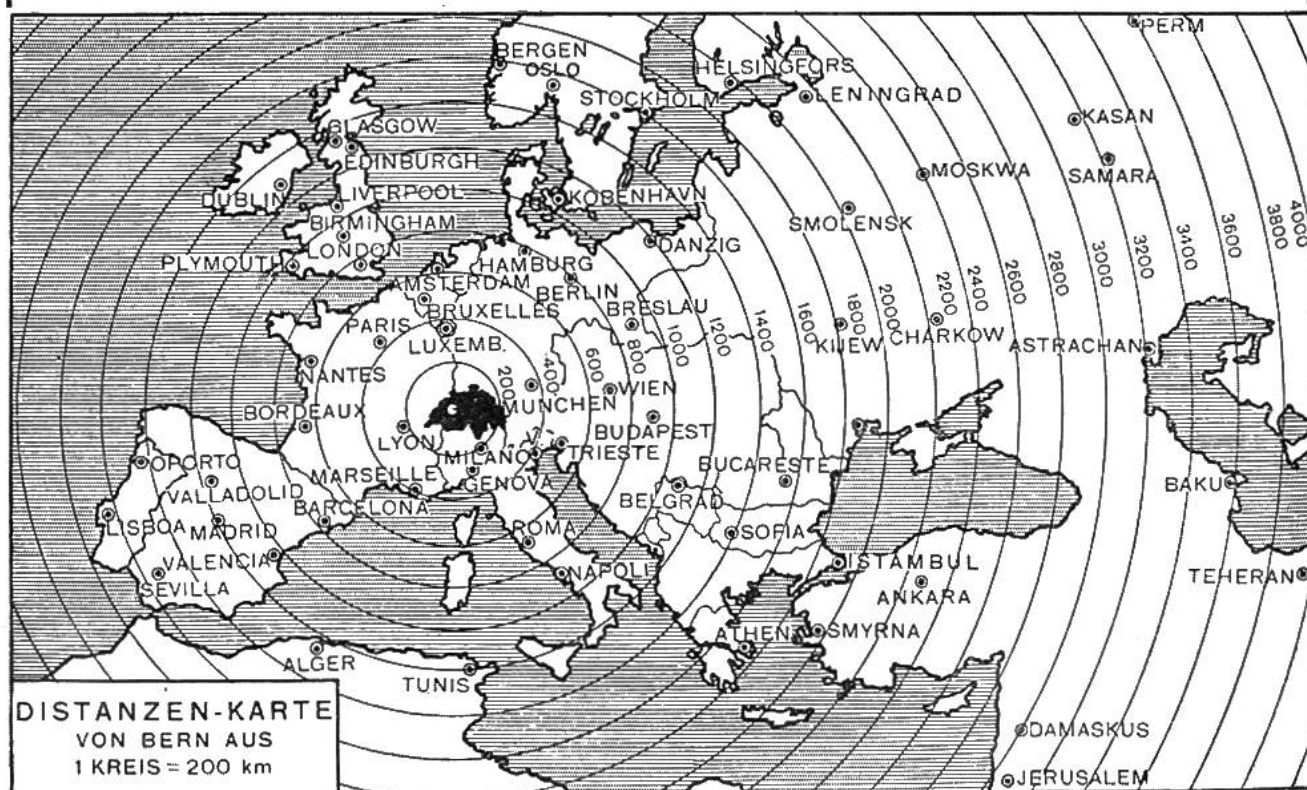 PERM
BERGEN
OSLO
HELSINGFORS
STOCKHOLM
LENINGRAD
KASAN
GLASGOW
EDINBURGH
MOSKWA
SAMARA
DUBLIN
LIVERPOOL
KOBENHAVN
SMOLENSK
BIRMINGHAM
LONDON
PLYMOUTH
HAMBURG
DANZIG
AMSTERDAM
BERLIN
BRUXELLES
BRESLAU
PARIS
LUXEMB.
KIJEW
CHARKOW
ASTRACHAN
200
400
600
800
1000
1200
1400
1600
1800
2000
2200
2400
2600
2800
3000
3200
3400
3600
3800
4000
NANTES
WIEN
MÜNCHEN
BORDEAUX
BUDAPEST
LYON
MILANO
TRIESTE
OPORTO
MARSEILLE
GENOVA
BUCARESTE
VALLADOLID
BELGRAD
BAKU
BARCELONA
LISBOA
MADRID
ROMA
SOFIA
VALENCIA
ISTAMBUL
SEVILLA
NAPOLI
ANKARA
TEHERAN
ATHEN
SMYRNA
ALGER
TUNIS
DISTANZEN-KARTE
VON BERN AUS
1 KREIS = 200 km
DAMASKUS
JERUSALEM